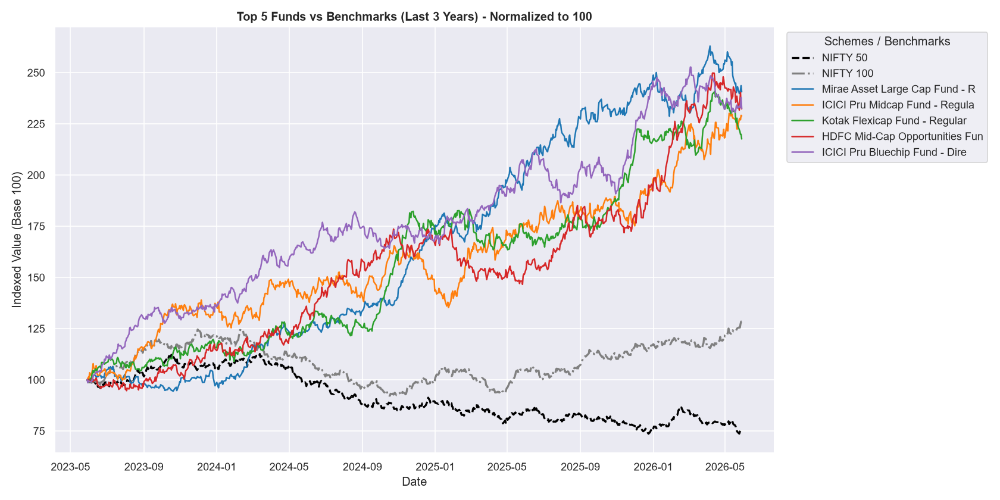 Top 5 Funds vs Benchmarks (Last 3 Years) - Normalized to 100
Indexed Value (Base 100)
250
225
200
175
150
125
100
75
2023-05 2023-09 2024-01 2024-05 2024-09 2025-01 2025-05 2025-09 2026-01 2026-05
Date
Schemes / Benchmarks
NIFTY 50
NIFTY 100
Mirae Asset Large Cap Fund - R
ICICI Pru Midcap Fund - Regula
Kotak Flexicap Fund - Regular
HDFC Mid-Cap Opportunities Fun
ICICI Pru Bluechip Fund - Dire